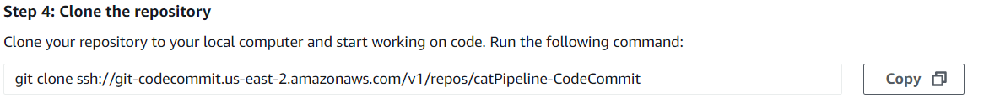 Step 4: Clone the repository
Clone your repository to your local computer and start working on code. Run the following command:
git clone ssh://git-codecommit.us-east-2.amazonaws.com/v1/repos/catPipeline-CodeCommit
Copy